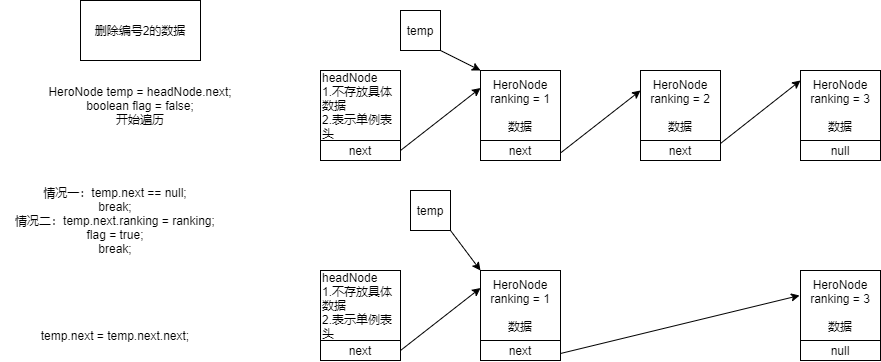 删除编号2的数据
HeroNode temp = headNode.next;
boolean flag = false;
开始遍历
temp
headNode
1.不存放具体
数据
2.表示单例表
头
next
HeroNode
ranking = 1
数据
next
HeroNode
ranking = 2
数据
next
HeroNode
ranking = 3
数据
null
情况一：temp.next == null;
break;
情况二：temp.next.ranking = ranking;
flag = true;
break;
temp.next = temp.next.next;
temp
headNode
1.不存放具体
数据
2.表示单例表
头
next
HeroNode
ranking = 1
数据
next
HeroNode
ranking = 3
数据
null